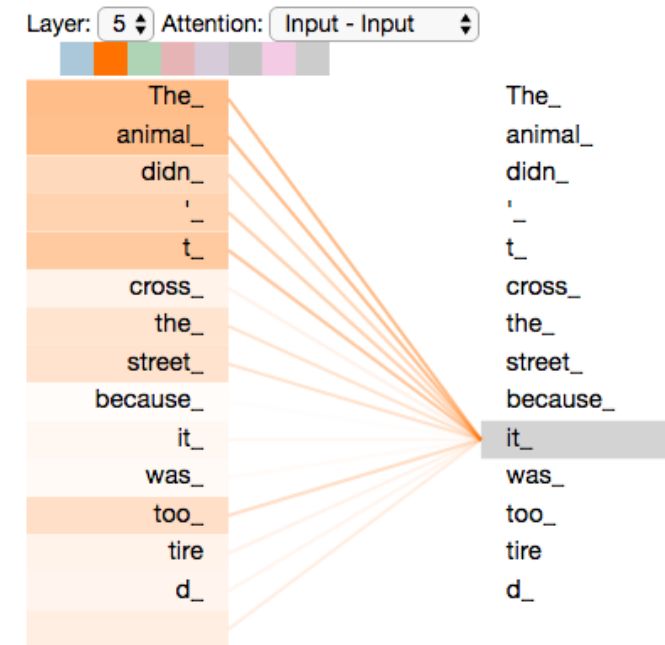 Layer: 5 Attention: Input - Input
The_ The_
animal_ animal_
didn_ didn_
'_ '_
t_ t_
cross_ cross_
the_ the_
street_ street_
because_ because_
it_ it_
was_ was_
too_ too_
tire tire
d_ d_